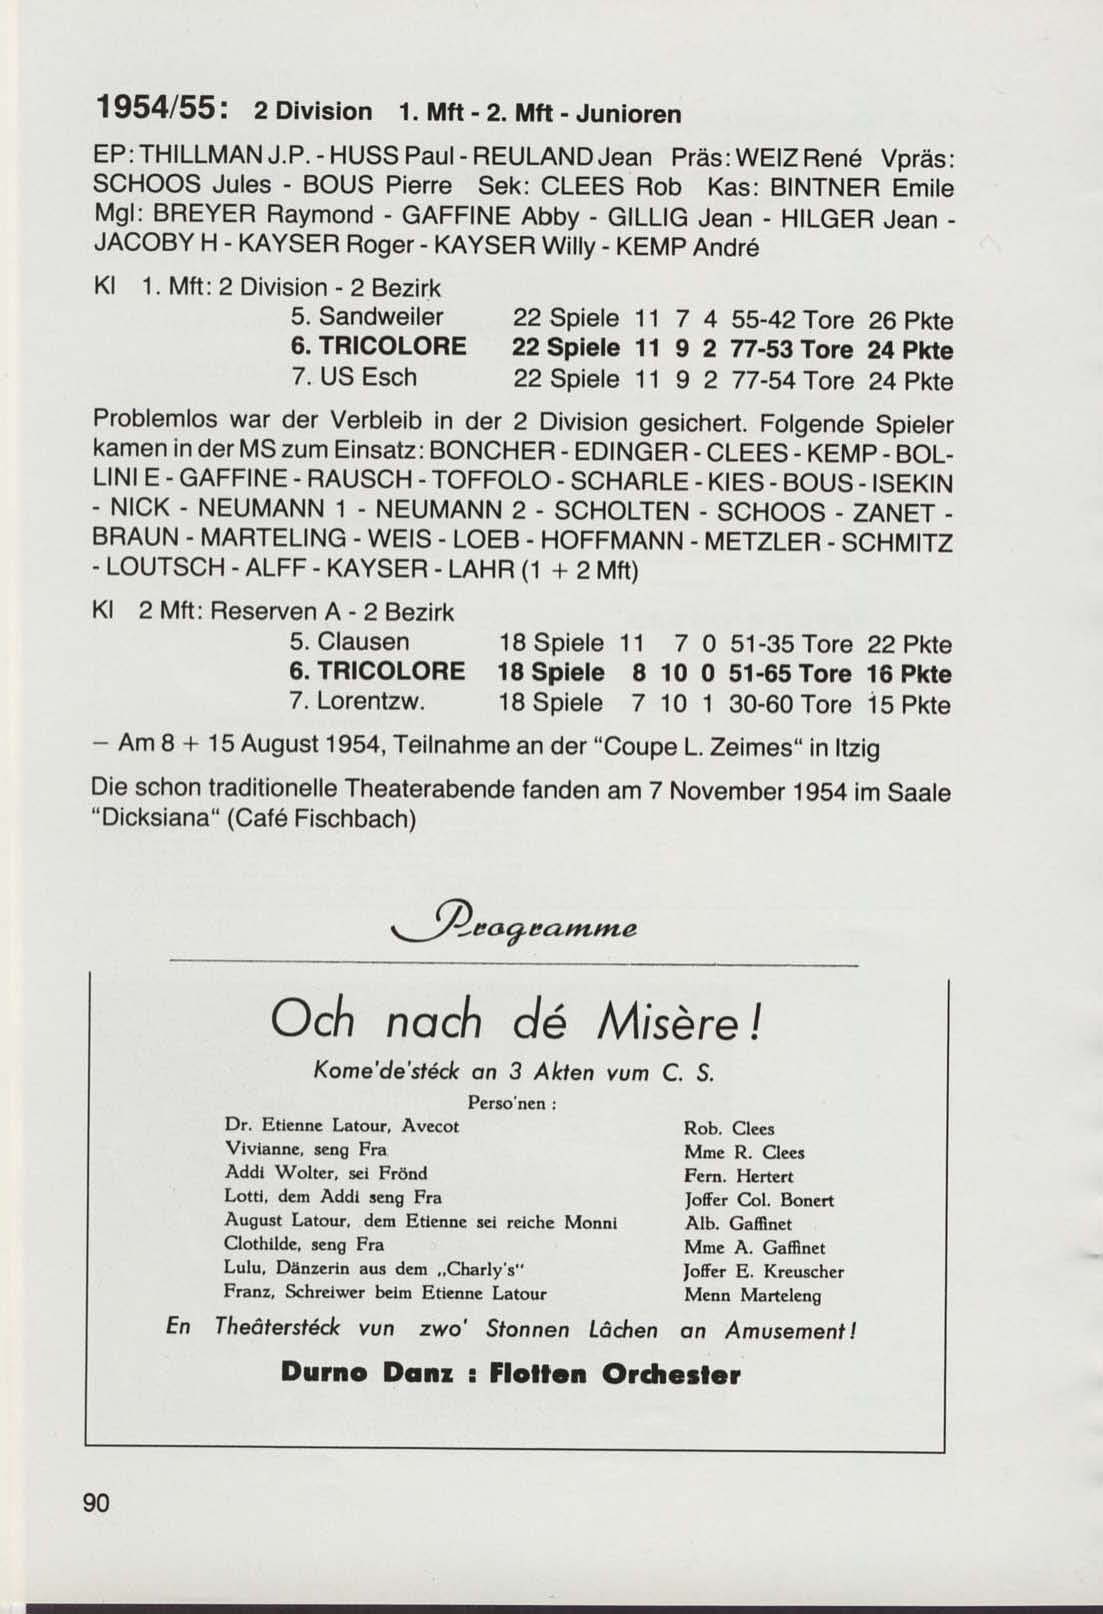 1954/55: 2 Division 1. Mft - 2. Mft - Junioren
EP: THILLMAN J.P. - HUSS Paul - REULAND Jean Präs: WEIZ René Vpräs:
SCHOOS Jules - BOUS Pierre Sek: CLEES Rob Kas: BINTNER Emile
Mgl: BREYER Raymond - GAFFINE Abby - GILLIG Jean - HILGER Jean -
JACOBY H - KAYSER Roger - KAYSER Willy - KEMP André
Kl 1. Mft: 2 Division - 2 Bezirk
5. Sandweiler 22 Spiele 11 7 4 55-42 Tore 26 Pkte
6. TRICOLORE 22 Spiele 11 9 2 77-53 Tore 24 Pkte
7. US Esch 22 Spiele 11 9 2 77-54 Tore 24 Pkte
Problemlos war der Verbleib in der 2 Division gesichert. Folgende Spieler
kamen in der MS zum Einsatz: BONCHER - EDINGER - CLEES - KEMP - BOL-
LINI E - GAFFINE - RAUSCH - TOFFOLO - SCHARLE - KIES - BOUS - ISEKIN
- NICK - NEUMANN 1 - NEUMANN 2 - SCHOLTEN - SCHOOS - ZANET -
BRAUN - MARTELING - WEIS - LOEB - HOFFMANN - METZLER - SCHMITZ
- LOUTSCH - ALFF - KAYSER - LAHR (1 + 2 Mft)
Kl 2 Mft: Reserven A - 2 Bezirk
5. Clausen 18 Spiele 11 7 0 51-35 Tore 22 Pkte
6. TRICOLORE 18 Spiele 8 10 0 51-65 Tore 16 Pkte
7. Lorentzw. 18 Spiele 7 10 1 30-60 Tore 15 Pkte
– Am 8 + 15 August 1954, Teilnahme an der "Coupe L. Zeimes" in Itzig
Die schon traditionelle Theaterabende fanden am 7 November 1954 im Saale
"Dicksiana" (Café Fischbach)
Programme
Och nach dé Misère !
Kome'de'stéck an 3 Akten vum C. S.
Perso'nen :
Dr. Etienne Latour, Avecot Rob. Clees
Vivianne, seng Fra Mme R. Clees
Addi Wolter, sei Frönd Fern. Hertert
Lotti, dem Addi seng Fra Joffer Col. Bonert
August Latour, dem Etienne sei reiche Monni Alb. Gaffinet
Clothilde, seng Fra Mme A. Gaffinet
Lulu, Dänzerin aus dem „Charly's" Joffer E. Kreuscher
Franz, Schreiwer beim Etienne Latour Menn Marteleng
En Theâterstéck vun zwo' Stonnen Lâchen an Amusement !
Durno Danz : Flotten Orchester
90